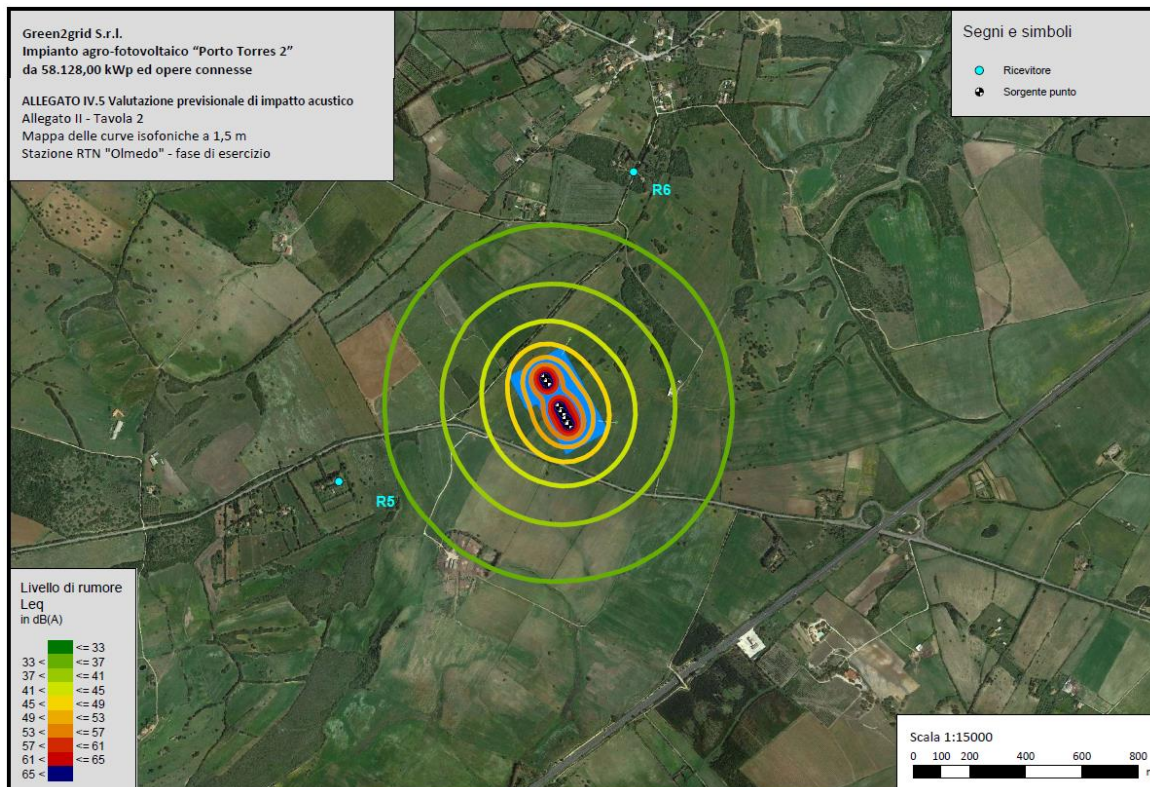 Green2grid S.r.l.
Impianto agro-fotovoltaico “Porto Torres 2”
da 58.128,00 kWp ed opere connesse
ALLEGATO IV.5 Valutazione previsionale di impatto acustico
Allegato II - Tavola 2
Mappa delle curve isofoniche a 1,5 m
Stazione RTN "Olmedo" - fase di esercizio
Segni e simboli
Ricevitore
Sorgente punto
R6
R5
Livello di rumore
Leq
in dB(A)
<= 33
33 < <= 37
37 < <= 41
41 < <= 45
45 < <= 49
49 < <= 53
53 < <= 57
57 < <= 61
61 < <= 65
65 <
Scala 1:15000
0 100 200 400 600 800
m